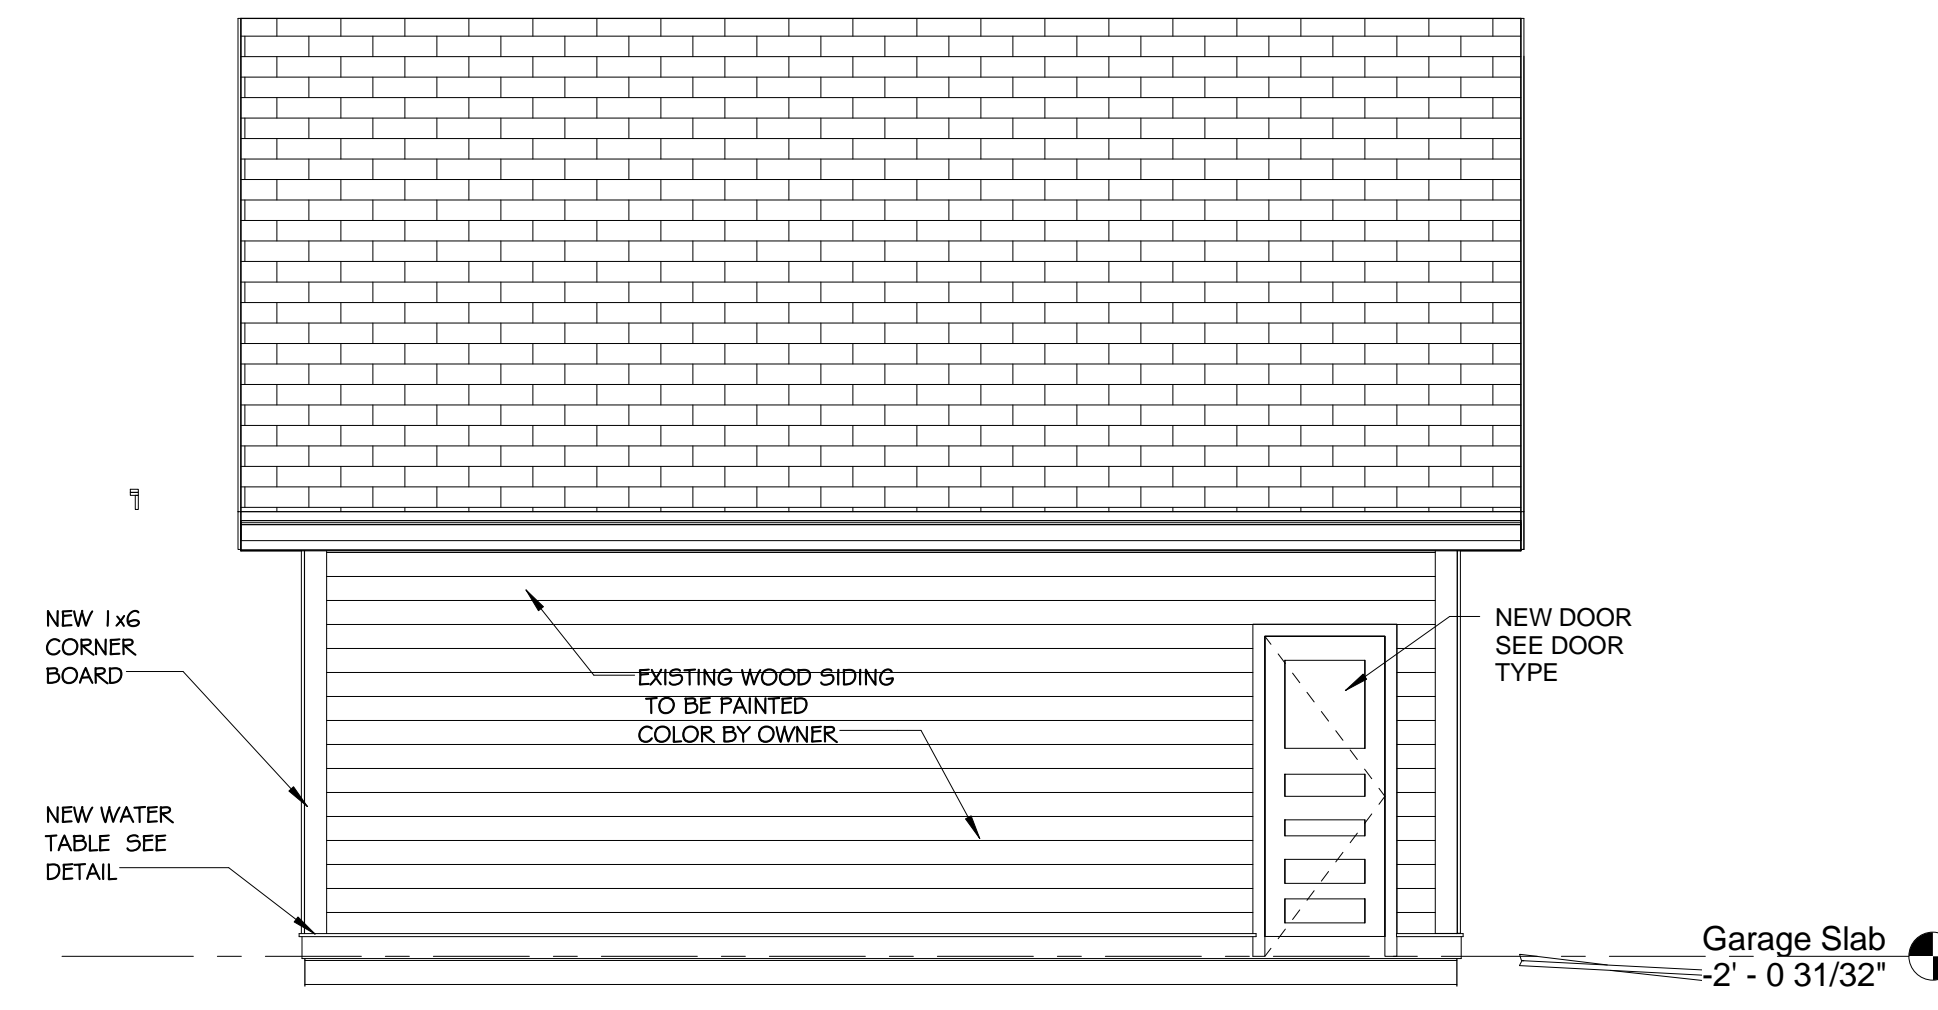 NEW 1x6
CORNER
BOARD
EXISTING WOOD SIDING
TO BE PAINTED
COLOR BY OWNER
NEW DOOR
SEE DOOR
TYPE
NEW WATER
TABLE SEE
DETAIL
Garage Slab
-2' - 0 31/32"